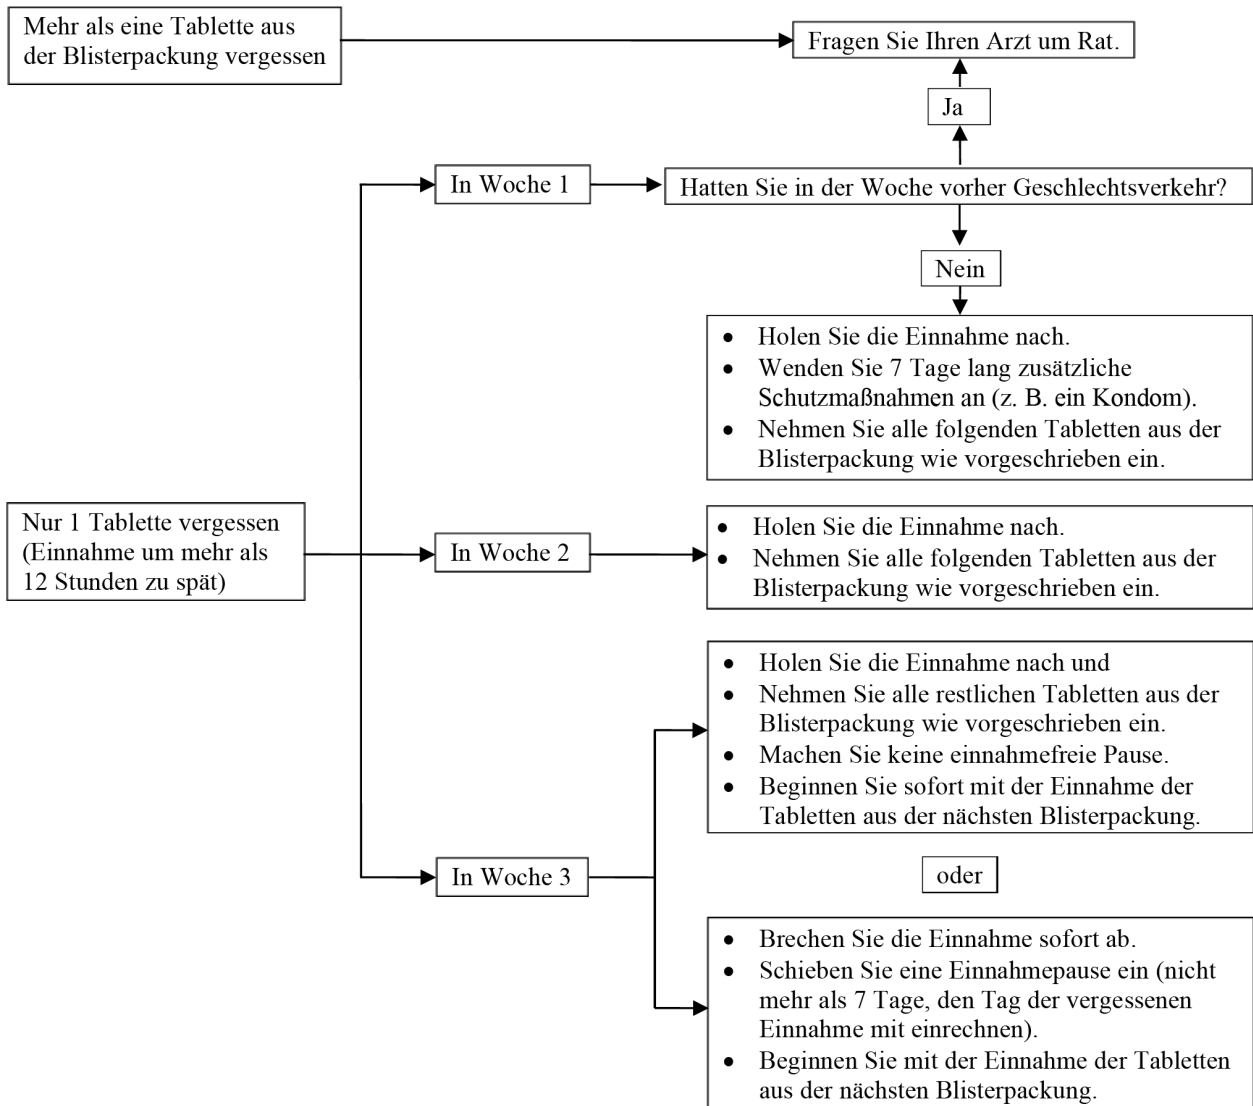 Mehr als eine Tablette aus
der Blisterpackung vergessen
Fragen Sie Ihren Arzt um Rat.
Ja
In Woche 1
Hatten Sie in der Woche vorher Geschlechtsverkehr?
Nein
• Holen Sie die Einnahme nach.
• Wenden Sie 7 Tage lang zusätzliche
Schutzmaßnahmen an (z. B. ein Kondom).
• Nehmen Sie alle folgenden Tabletten aus der
Blisterpackung wie vorgeschrieben ein.
Nur 1 Tablette vergessen
(Einnahme um mehr als
12 Stunden zu spät)
In Woche 2
• Holen Sie die Einnahme nach.
• Nehmen Sie alle folgenden Tabletten aus der
Blisterpackung wie vorgeschrieben ein.
• Holen Sie die Einnahme nach und
• Nehmen Sie alle restlichen Tabletten aus der
Blisterpackung wie vorgeschrieben ein.
• Machen Sie keine einnahmefreie Pause.
• Beginnen Sie sofort mit der Einnahme der
Tabletten aus der nächsten Blisterpackung.
In Woche 3
oder
• Brechen Sie die Einnahme sofort ab.
• Schieben Sie eine Einnahmepause ein (nicht
mehr als 7 Tage, den Tag der vergessenen
Einnahme mit einrechnen).
• Beginnen Sie mit der Einnahme der Tabletten
aus der nächsten Blisterpackung.